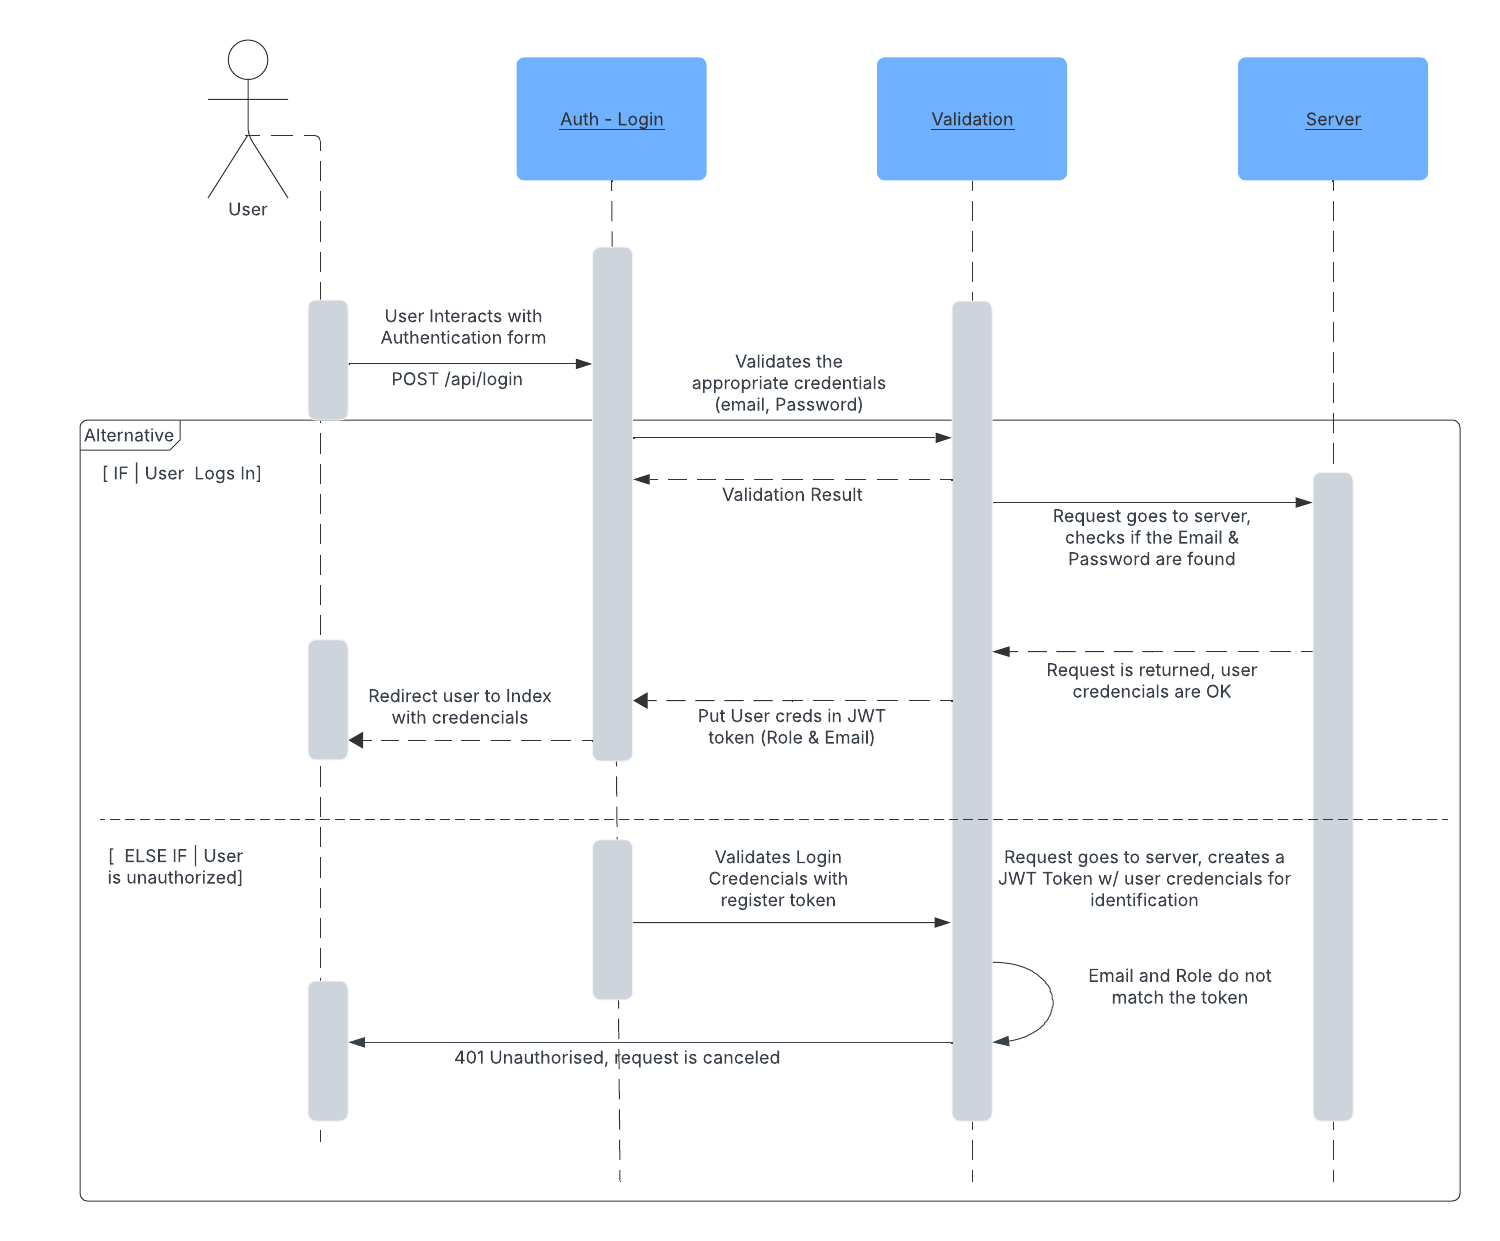 User
Auth - Login
Validation
Server
User Interacts with
Authentication form
POST /api/login
Validates the
appropriate credentials
(email, Password)
Alternative
[ IF | User  Logs In]
Validation Result
Request goes to server,
checks if the Email &
Password are found
Request is returned, user
credencials are OK
Redirect user to Index
with credencials
Put User creds in JWT
token (Role & Email)
[  ELSE IF | User
is unauthorized]
Validates Login
Credencials with
register token
Request goes to server, creates a
JWT Token w/ user credencials for
identification
Email and Role do not
match the token
401 Unauthorised, request is canceled